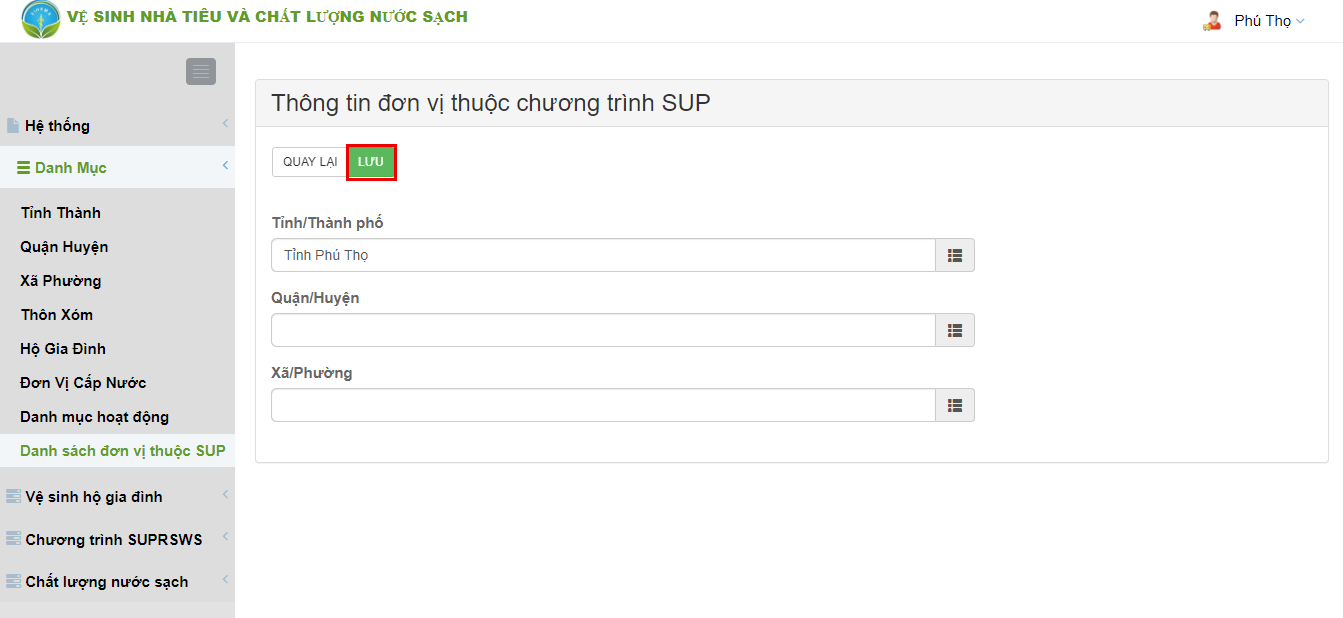 VỆ SINH NHÀ TIÊU VÀ CHẤT LƯỢNG NƯỚC SẠCH
Phú Thọ
Hệ thống
Danh Mục
Tỉnh Thành
Quận Huyện
Xã Phường
Thôn Xóm
Hộ Gia Đình
Đơn Vị Cấp Nước
Danh mục hoạt động
Danh sách đơn vị thuộc SUP
Vệ sinh hộ gia đình
Chương trình SUPRSWS
Chất lượng nước sạch
Thông tin đơn vị thuộc chương trình SUP
QUAY LẠI LƯU
Tỉnh/Thành phố
Tỉnh Phú Thọ
Quận/Huyện
Xã/Phường